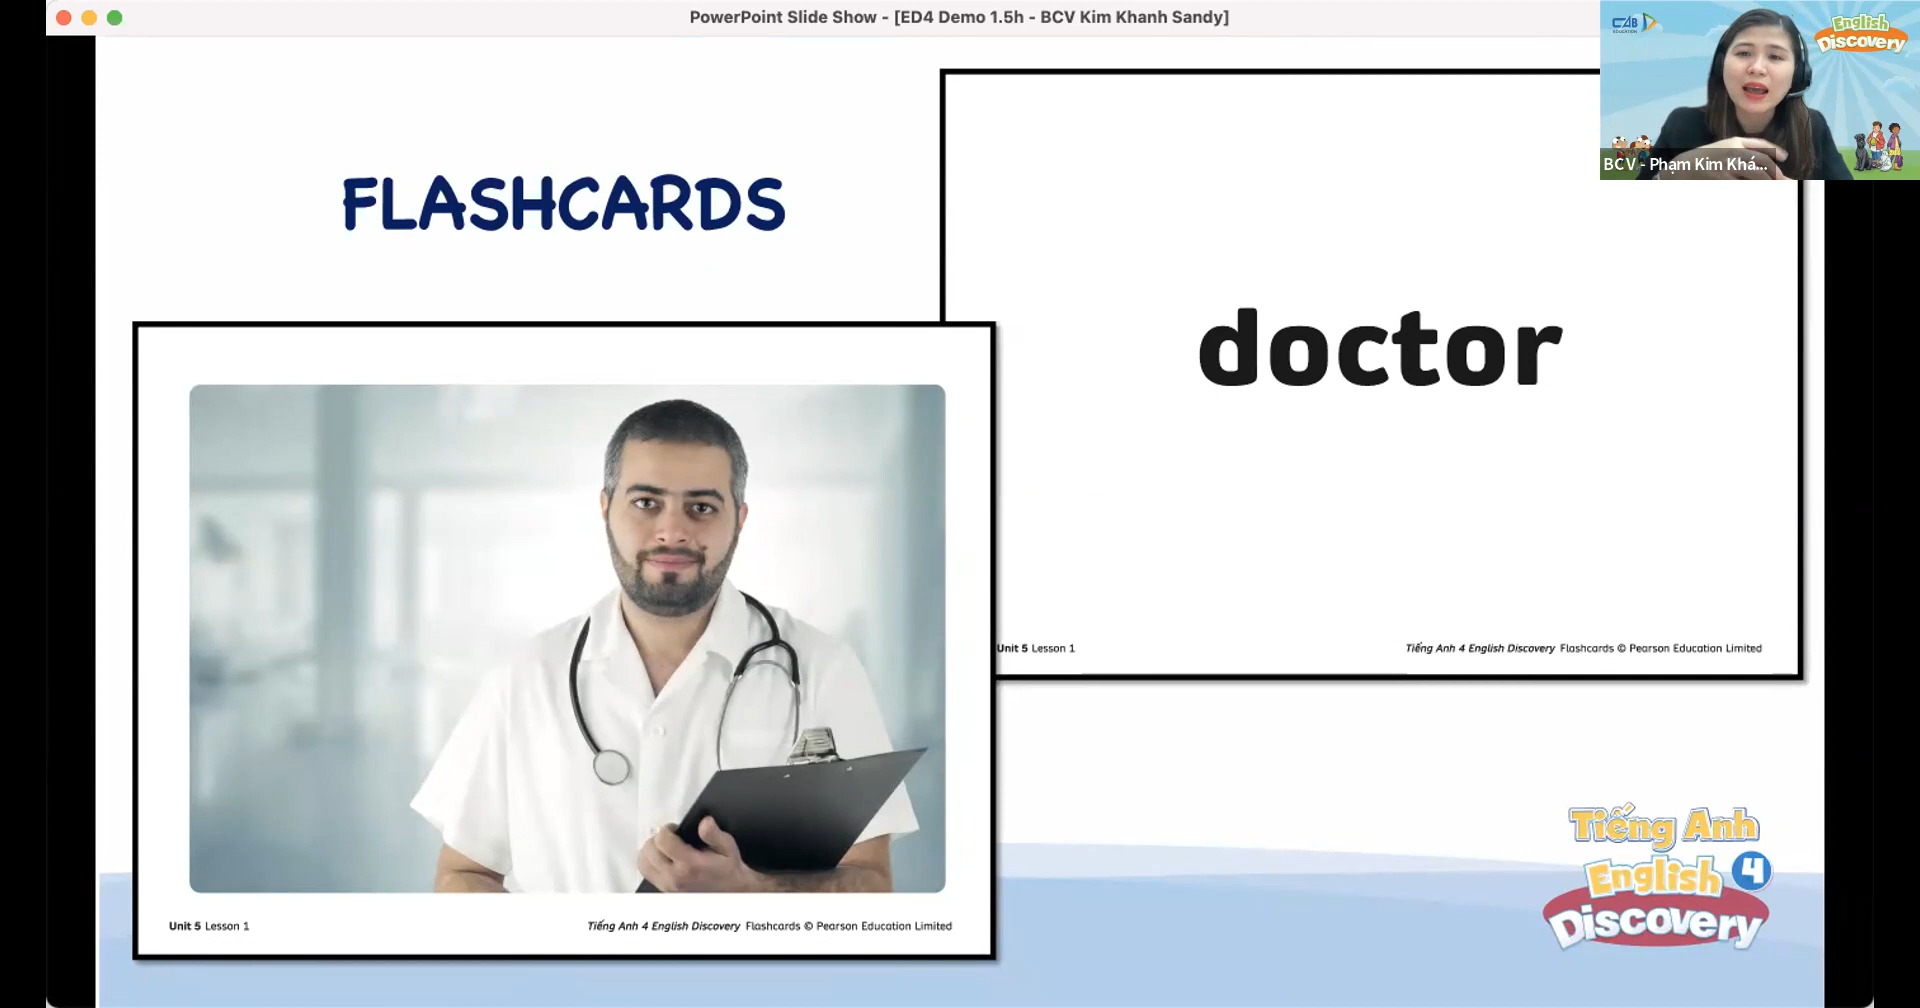 PowerPoint Slide Show - [ED4 Demo 1.5h - BCV Kim Khanh Sandy]
CAB
EDUCATION
English
Discovery
BCV - Phạm Kim Khá...
FLASHCARDS
doctor
Unit 5 Lesson 1
Tiếng Anh 4 English Discovery Flashcards © Pearson Education Limited
Unit 5 Lesson 1
Tiếng Anh 4 English Discovery Flashcards © Pearson Education Limited
Tiếng Anh
English 4
Discovery